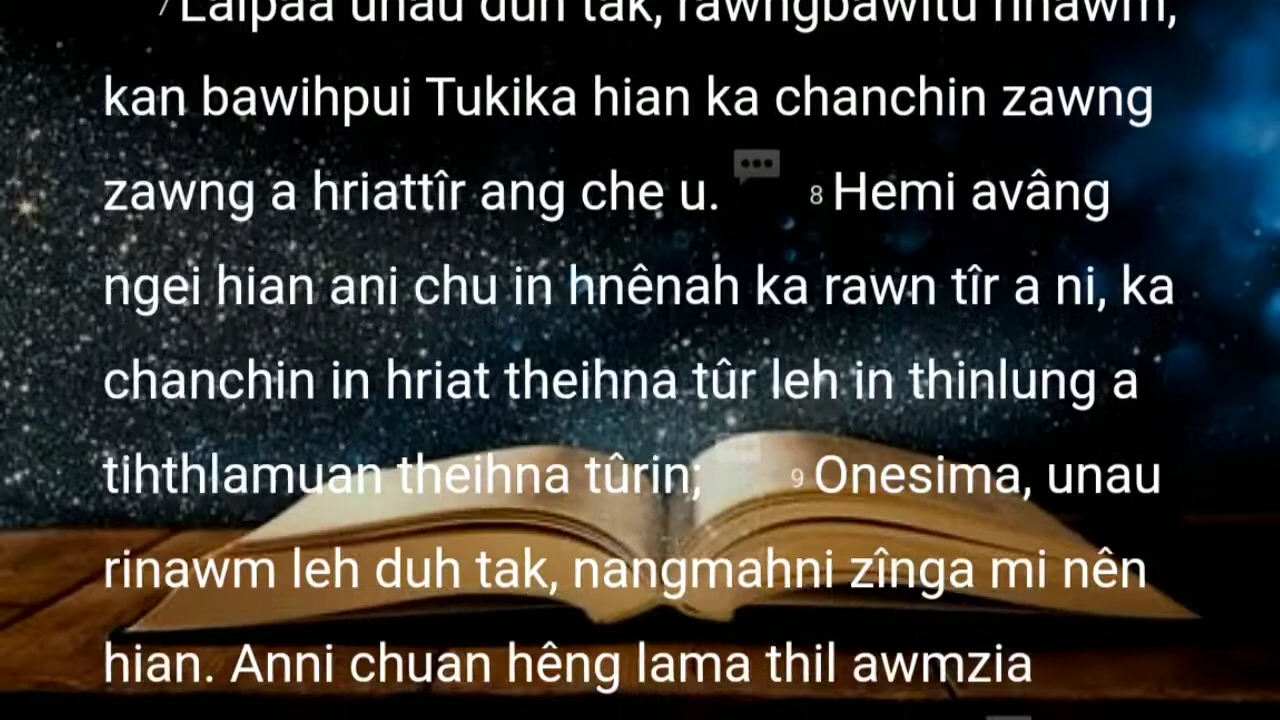 7 Lalpaa unau duh tak, rawngbawltu rinawm,
kan bawihpui Tukika hian ka chanchin zawng
zawng a hriattîr ang che u. 8 Hemi avâng
ngei hian ani chu in hnênah ka rawn tîr a ni, ka
chanchin in hriat theihna tûr leh in thinlung a
tihthlamuan theihna tûrin; 9 Onesima, unau
rinawm leh duh tak, nangmahni zînga mi nên
hian. Anni chuan hêng lama thil awmzia